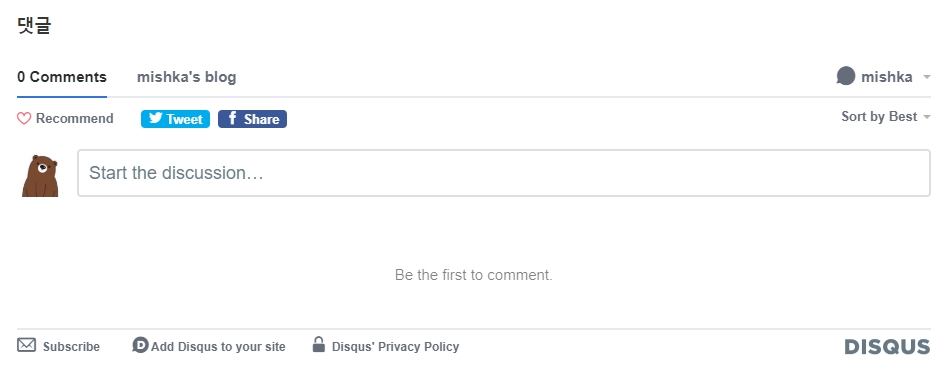 댓글
0 Comments mishka's blog mishka
Recommend Tweet Share Sort by Best
Start the discussion…
Be the first to comment.
Subscribe Add Disqus to your site Disqus' Privacy Policy DISQUS